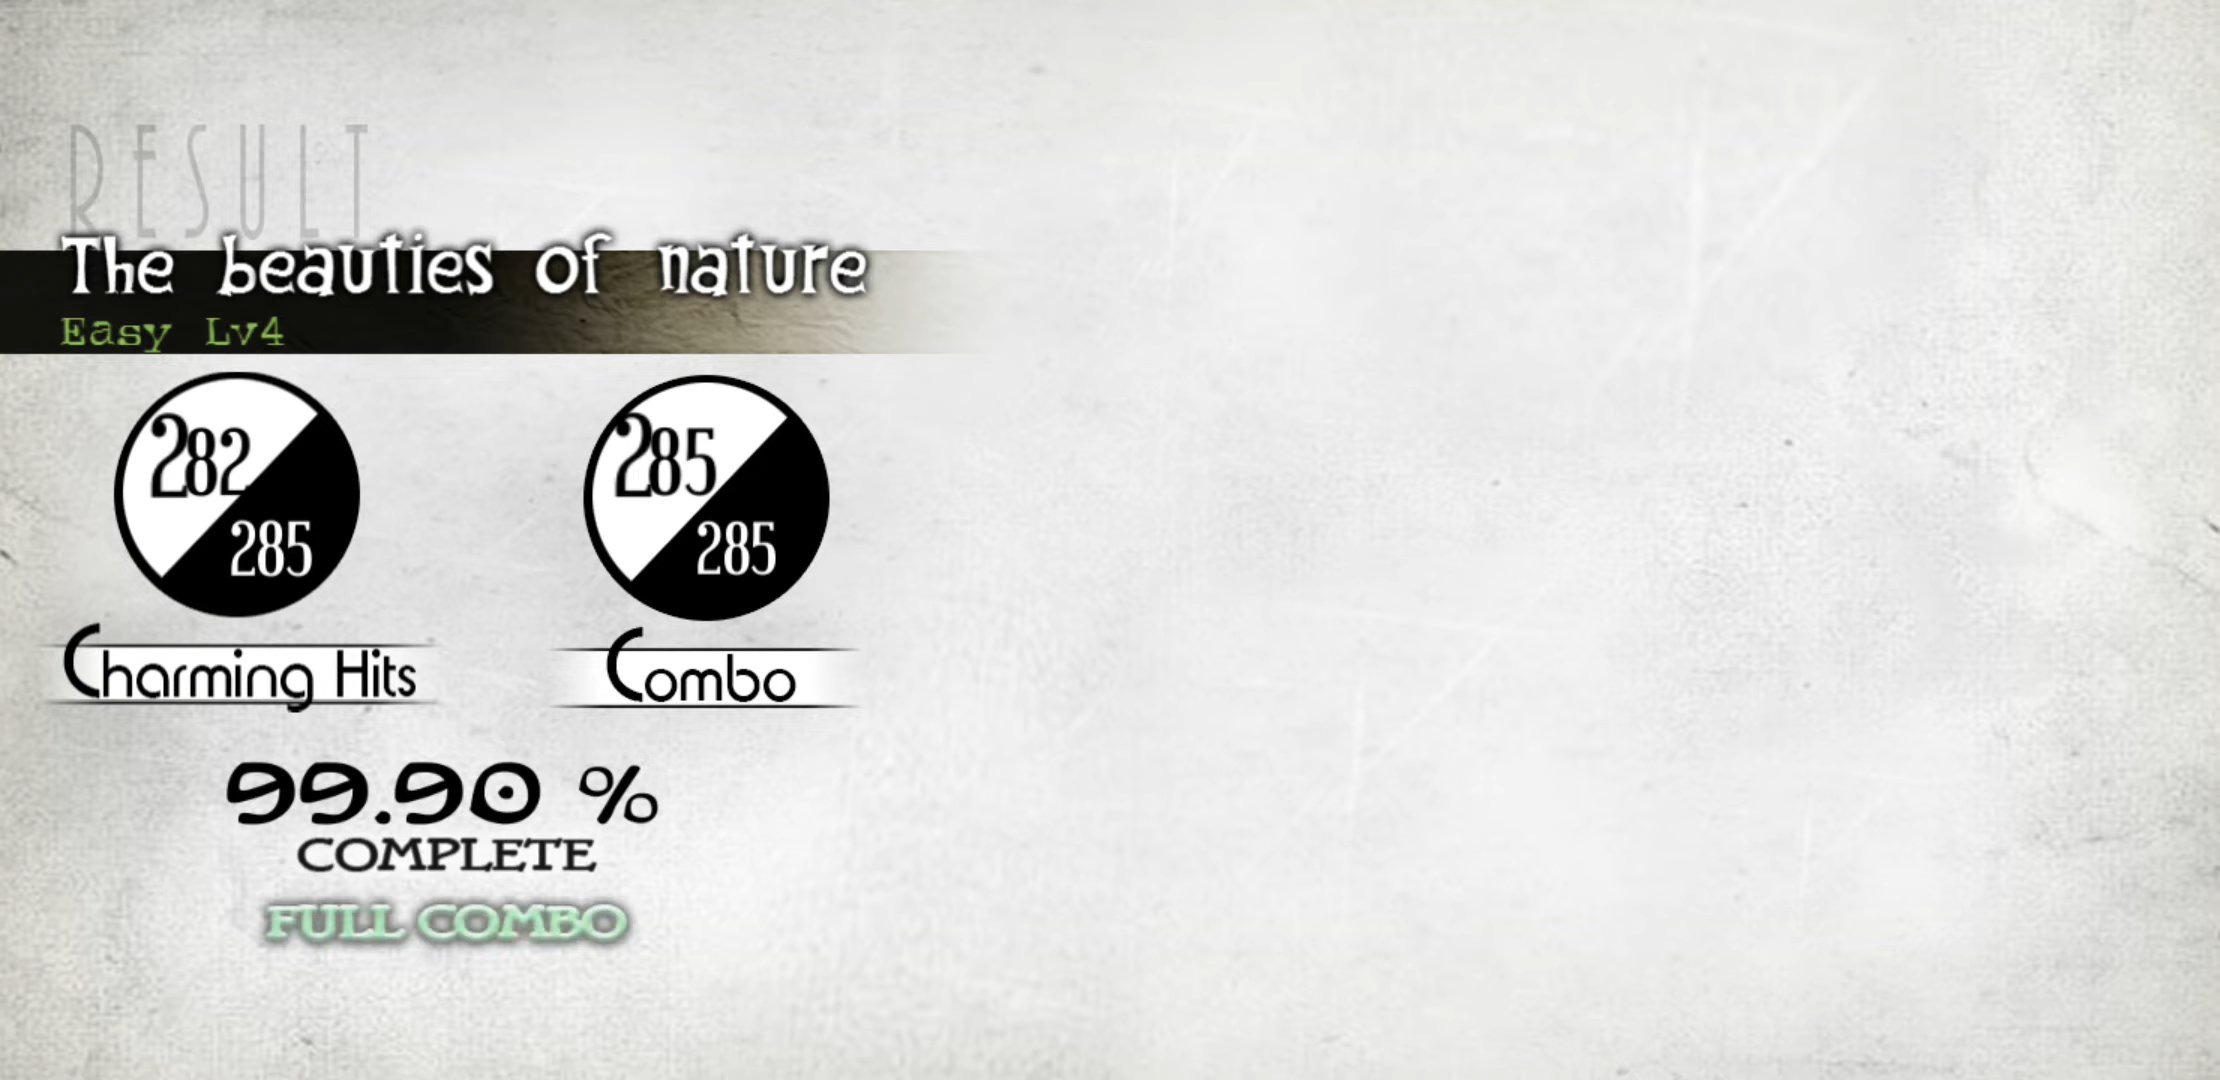 RESULT
The beauties of nature
Easy Lv4
282
285
Charming Hits
285
285
Combo
99.90 %
COMPLETE
FULL COMBO